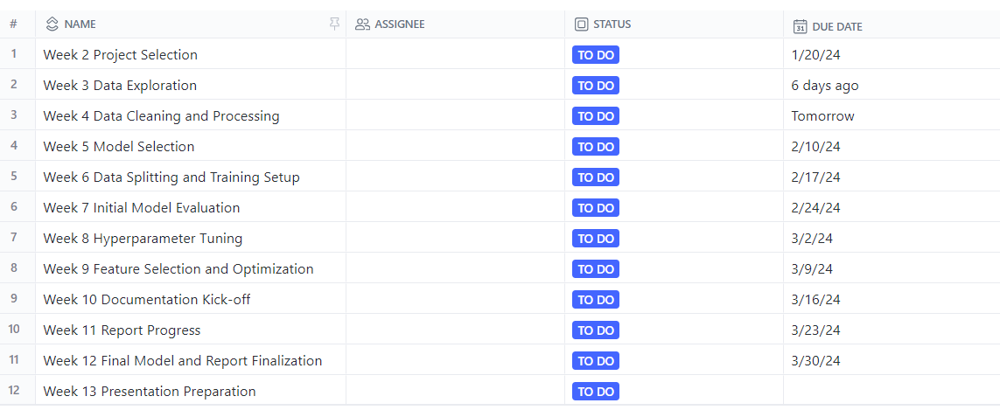 # NAME ASSIGNEE STATUS 31 DUE DATE
1 Week 2 Project Selection TO DO 1/20/24
2 Week 3 Data Exploration TO DO 6 days ago
3 Week 4 Data Cleaning and Processing TO DO Tomorrow
4 Week 5 Model Selection TO DO 2/10/24
5 Week 6 Data Splitting and Training Setup TO DO 2/17/24
6 Week 7 Initial Model Evaluation TO DO 2/24/24
7 Week 8 Hyperparameter Tuning TO DO 3/2/24
8 Week 9 Feature Selection and Optimization TO DO 3/9/24
9 Week 10 Documentation Kick-off TO DO 3/16/24
10 Week 11 Report Progress TO DO 3/23/24
11 Week 12 Final Model and Report Finalization TO DO 3/30/24
12 Week 13 Presentation Preparation TO DO